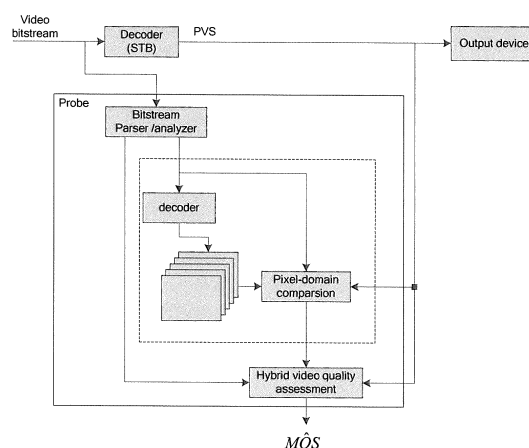 Video
bitstream
Decoder
(STB)
PVS
Output device
Probe
Bitstream
Parser /analyzer
decoder
Pixel-domain
comparsion
Hybrid video quality
assessment
MÔS